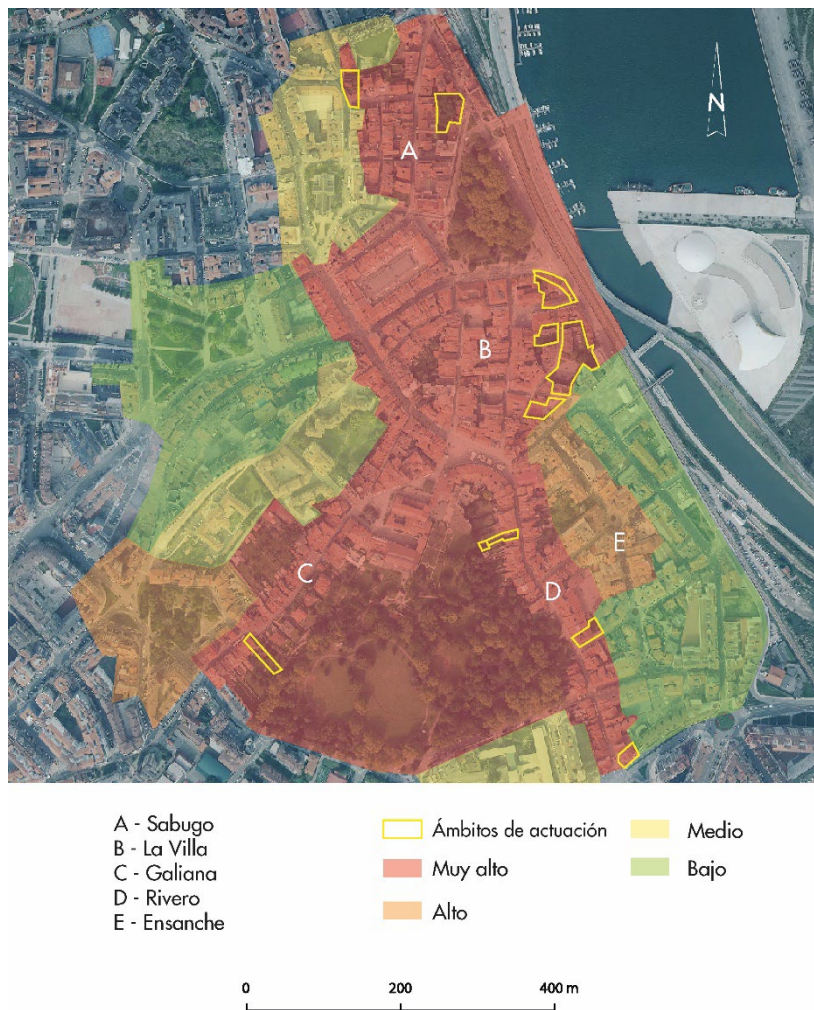 N
A
B
C
D
E
A - Sabugo
B - La Villa
C - Galiana
D - Rivero
E - Ensanche
Ámbitos de actuación
Muy alto
Alto
Medio
Bajo
0 200 400 m